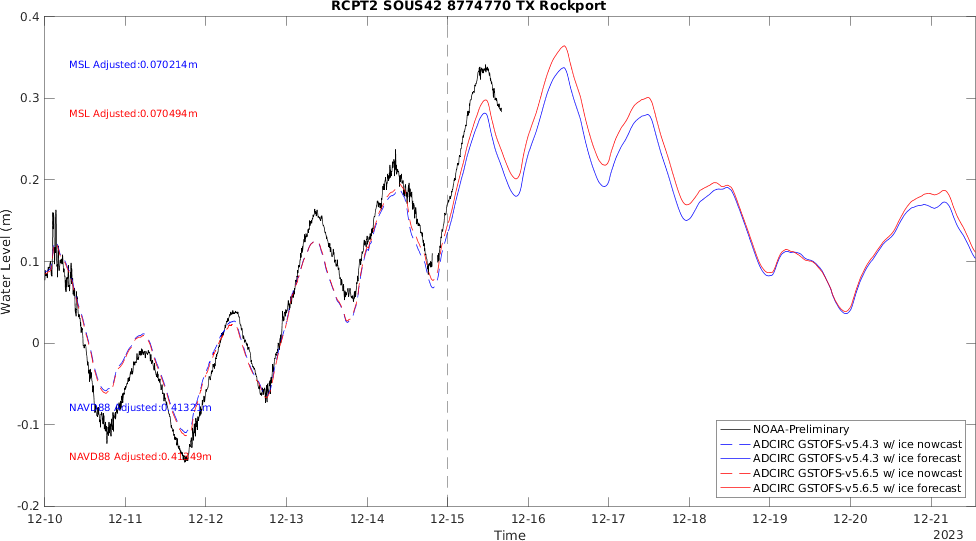 RCPT2 SOUS42 8774770 TX Rockport
0.4
0.3
0.2
0.1
0
-0.1
-0.2
Water Level (m)
MSL Adjusted:0.070214m
MSL Adjusted:0.070494m
NAVD88 Adjusted:0.41321m
NAVD88 Adjusted:
NOAA-Preliminary
ADCIRC GSTOFS-v5.4.3 w/ ice nowcast
ADCIRC GSTOFS-v5.4.3 w/ ice forecast
ADCIRC GSTOFS-v5.6.5 w/ ice nowcast
ADCIRC GSTOFS-v5.6.5 w/ ice forecast
12-10 12-11 12-12 12-13 12-14 12-15 12-16 12-17 12-18 12-19 12-20 12-21
Time
2023